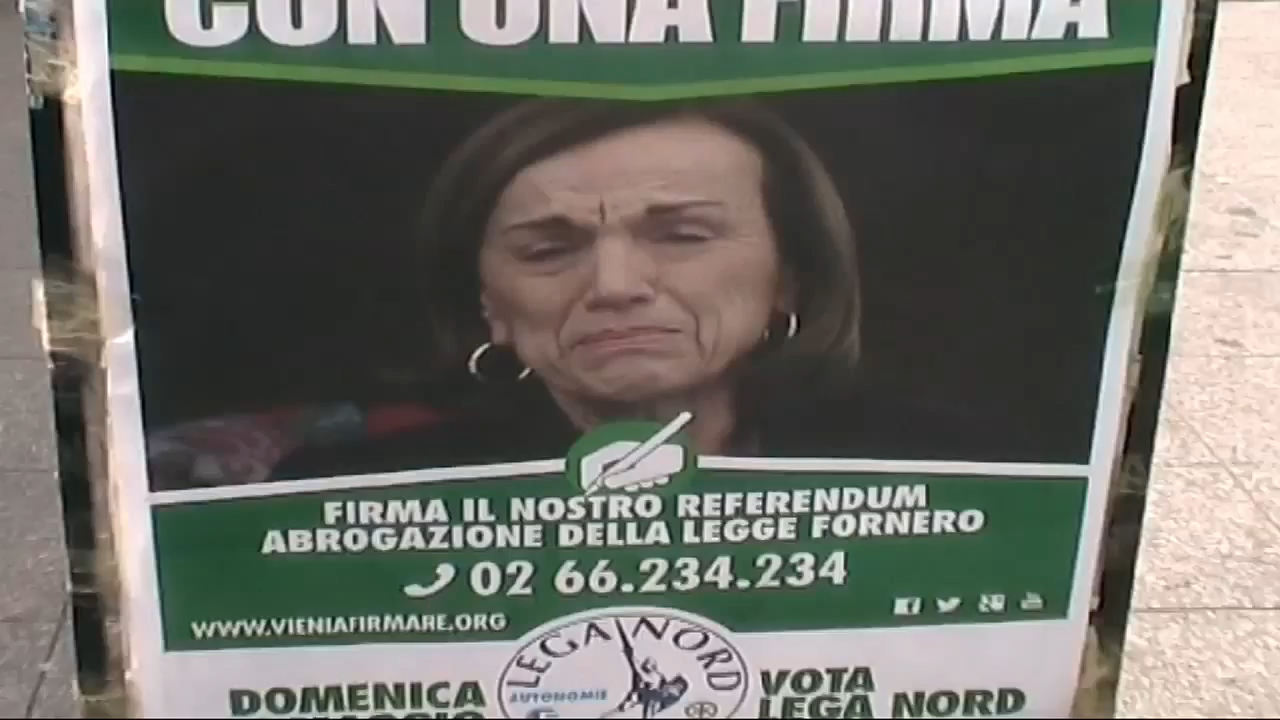 CON UNA FIRMA
FIRMA IL NOSTRO REFERENDUM
ABROGAZIONE DELLA LEGGE FORNERO
02 66.234.234
WWW.VIENIAFIRMARE.ORG
LEGA NORD
AUTONOMIE
DOMENICA
VOTA
LEGA NORD